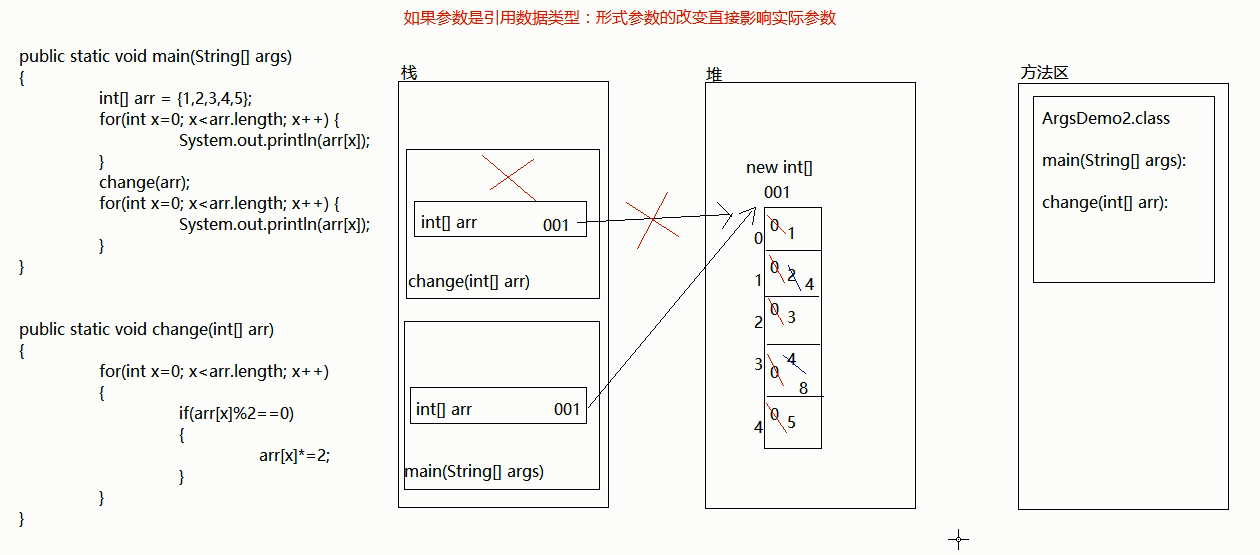 如果参数是引用数据类型：形式参数的改变直接影响实际参数
public static void main(String[] args)
{
int[] arr = {1,2,3,4,5};
for(int x=0; x<arr.length; x++) {
System.out.println(arr[x]);
}
change(arr);
for(int x=0; x<arr.length; x++) {
System.out.println(arr[x]);
}
}
public static void change(int[] arr)
{
for(int x=0; x<arr.length; x++)
{
if(arr[x]%2==0)
{
arr[x]*=2;
}
}
}
栈
int[] arr 001
change(int[] arr)
int[] arr 001
main(String[] args)
堆
new int[]
001
0 0 1
1 0 2 4
2 0 3
3 0 4 8
4 0 5
方法区
ArgsDemo2.class
main(String[] args):
change(int[] arr):